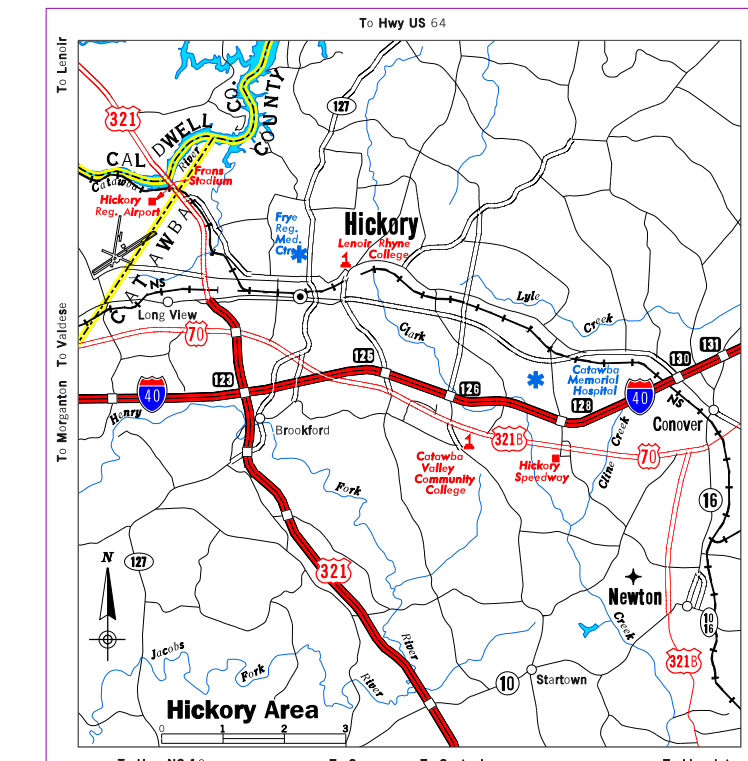 To Hwy US 64
To Lenoir
CO.
COUNTY
127
321
CALDWELL
River
Catawba
Frans
Stadium
Hickory
Reg. Airport
CATAWBA
Frye
Reg.
Med.
Ctrs
Hickory
Lenoir Rhyne
College
NS
Long View
Lyle
Creek
Clark
70
To Valdese
131
130
125
123
126
128
Catawba
Memorial
Hospital
40
40
NS
To Morganton
Henry
Brookford
321B
Creek
Conover
Catawba
Valley
Community
College
Hickory
Speedway
Cline
70
Fork
16
N
127
321
Newton
10
16
Creek
River
Jacobs
Fork
River
321B
10
Startown
Hickory Area
0 1 2 3